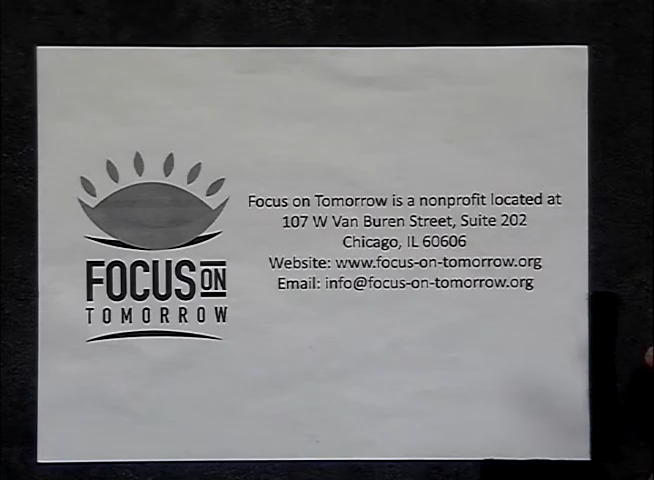 FOCUS ON
TOMORROW
Focus on Tomorrow is a nonprofit located at
107 W Van Buren Street, Suite 202
Chicago, IL 60606
Website: www.focus-on-tomorrow.org
Email: info@focus-on-tomorrow.org